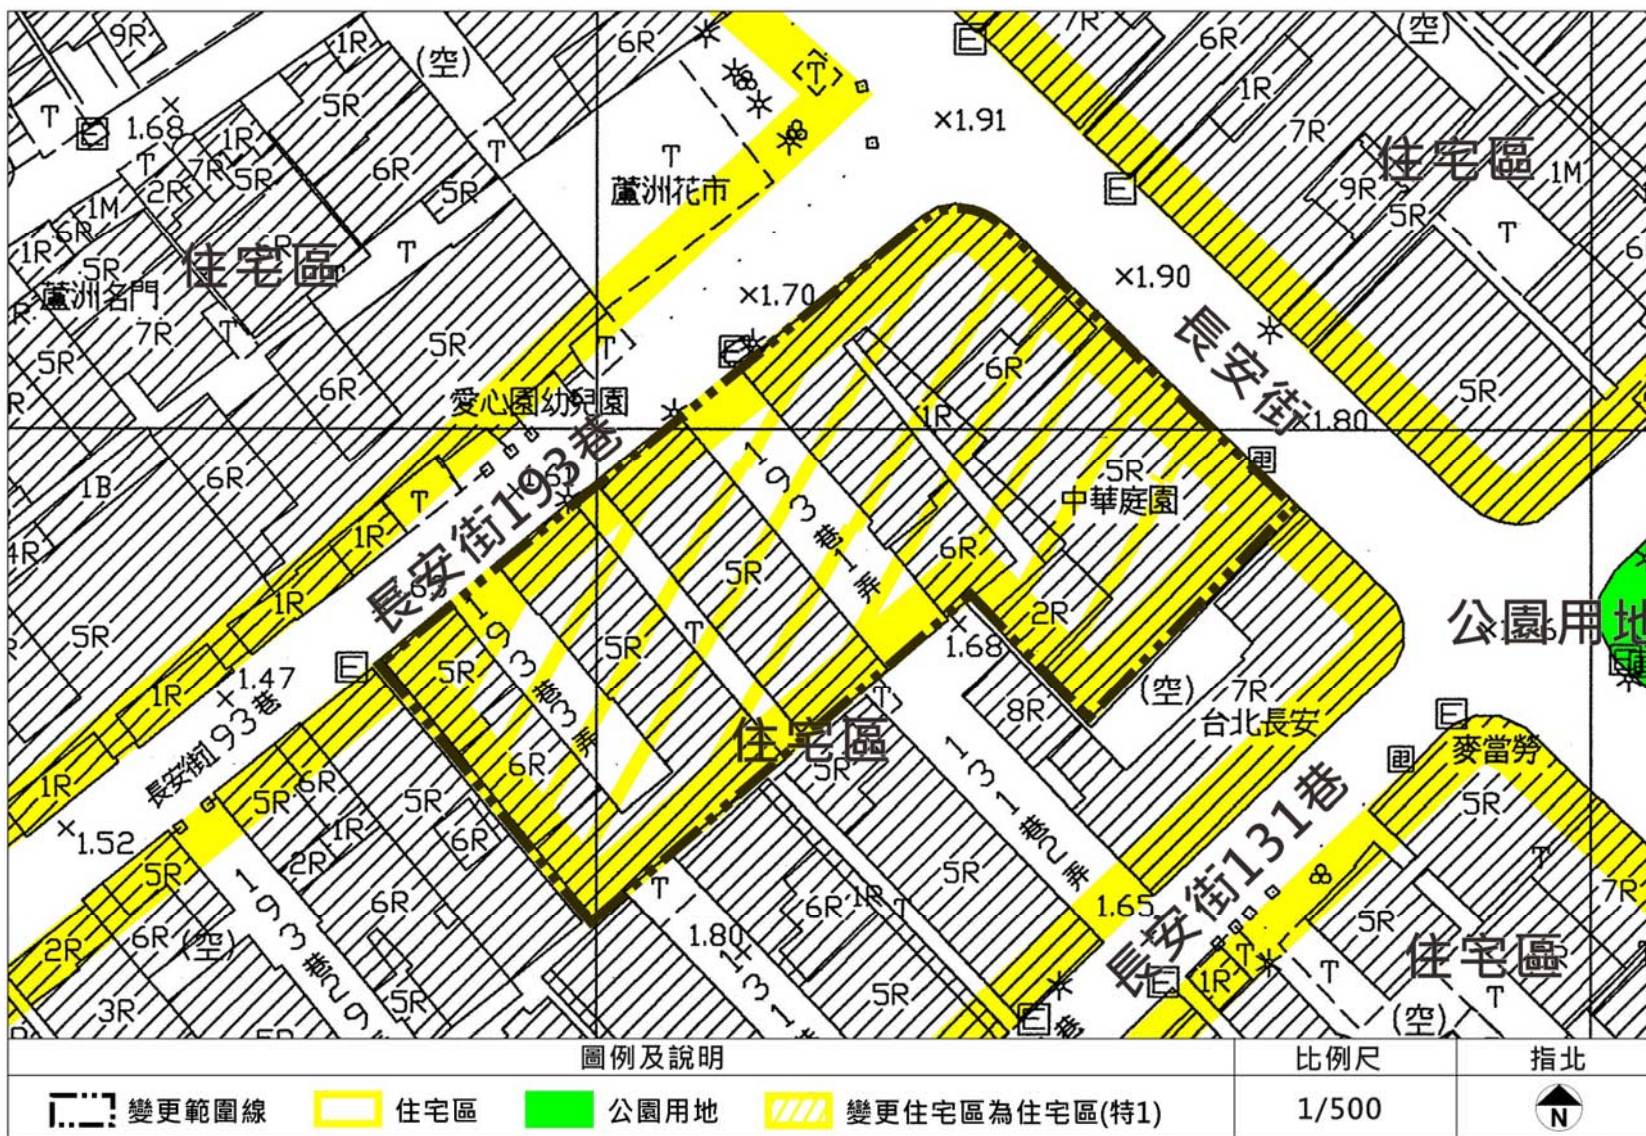 9R
1R
(空)
6R
7R
6R
(空)
T
1.68
5R
T
1.91
1R
7R
住宅區
1R
7R
5R
6R
T
T
蘆洲花市
9R
1M
2R
1M
5R
5R
T
1R
6R
5R
住宅區
6R
T
1.70
1.90
蘆洲名門
7R
T
5R
T
長安街
5R
6R
6R
5R
愛心園幼兒園
1R
1.80
長安街193巷
193巷1弄
5R
中華庭園
1B
6R
T
1R
5R
6R
1R
5R
2R
公園用地
193巷3弄
5R
T
1.68
5R
1.47
1R
長安街193巷
住宅區
8R
(空)
7R
台北長安
6R
T
麥當勞
1R
5R
5R
1.52
5R
6R
1R
2R
6R
5R
131巷2弄
長安街131巷
5R
5R
6R
T
6R
1R
T
5R
1.65
2R
6R
(空)
1.80
5R
7R
住宅區
1R
T
T
T
3R
5R
5R
(空)
圖例及說明
比例尺
指北
變更範圍線
住宅區
公園用地
變更住宅區為住宅區(特1)
1/500
N